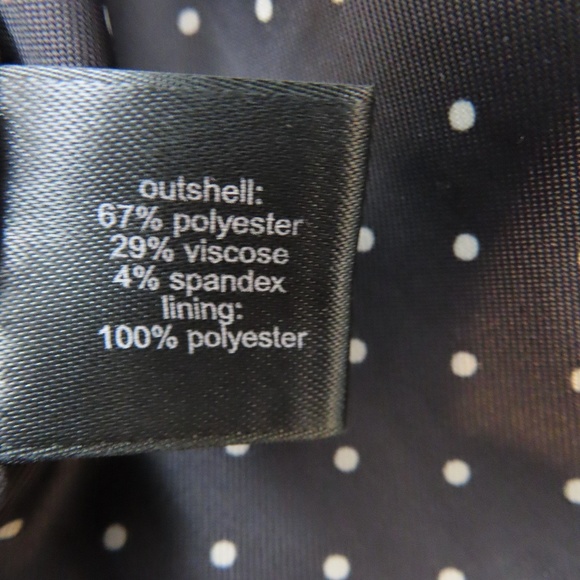 outshell:
67% polyester
29% viscose
4% spandex
lining:
100% polyester